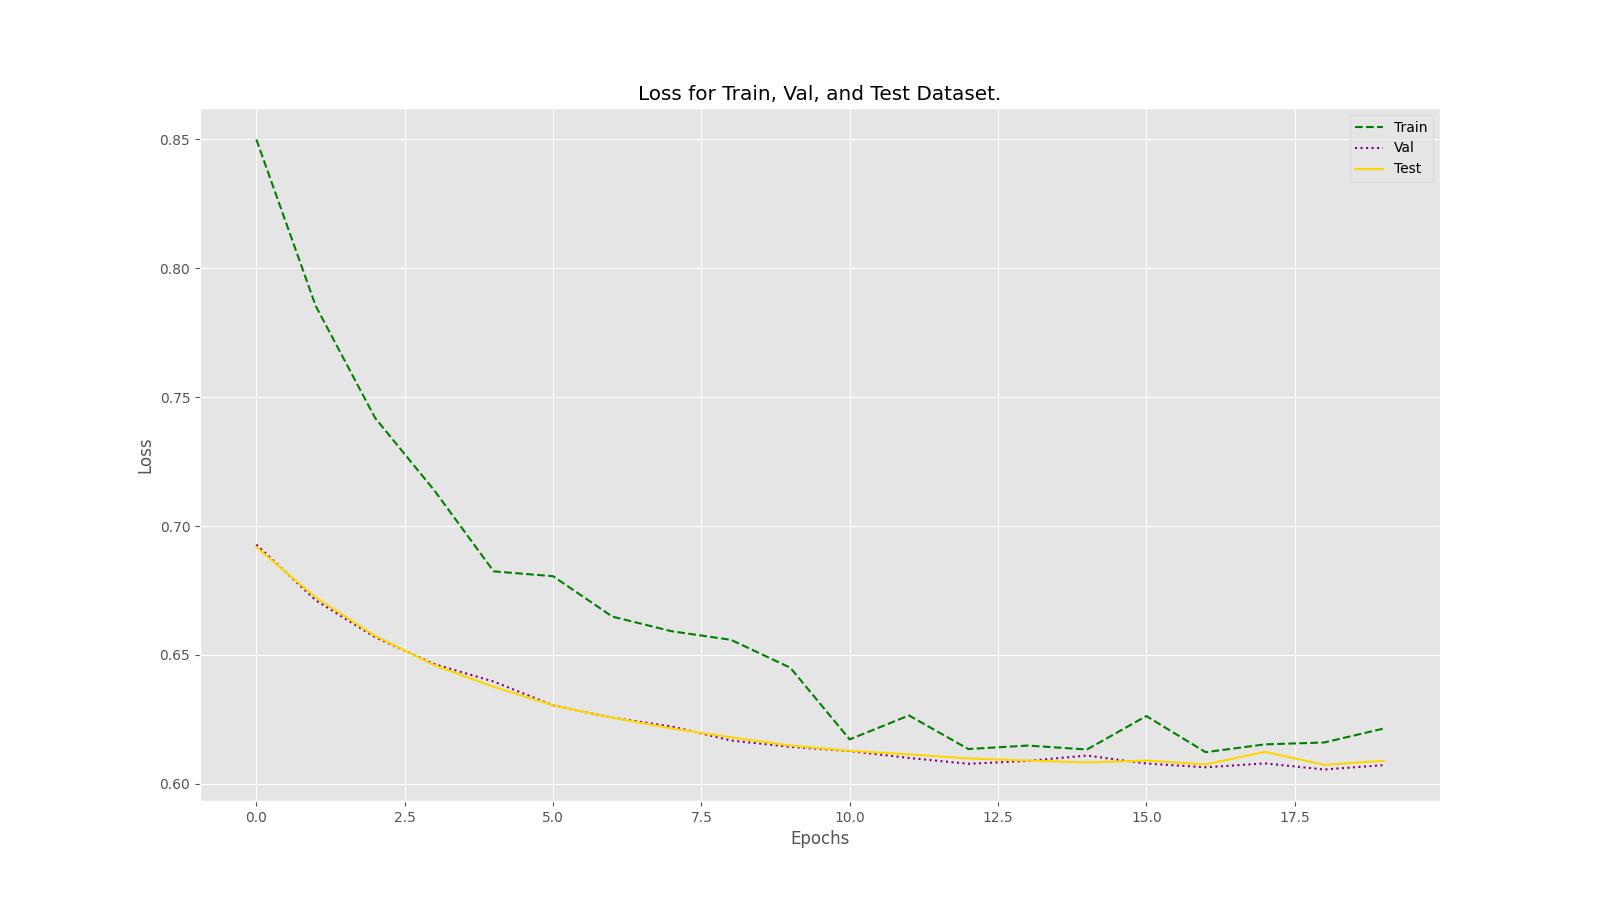 Loss for Train, Val, and Test Dataset.
Train
Val
Test
0.85
0.80
0.75
0.70
0.65
0.60
Loss
0.0 2.5 5.0 7.5 10.0 12.5 15.0 17.5
Epochs